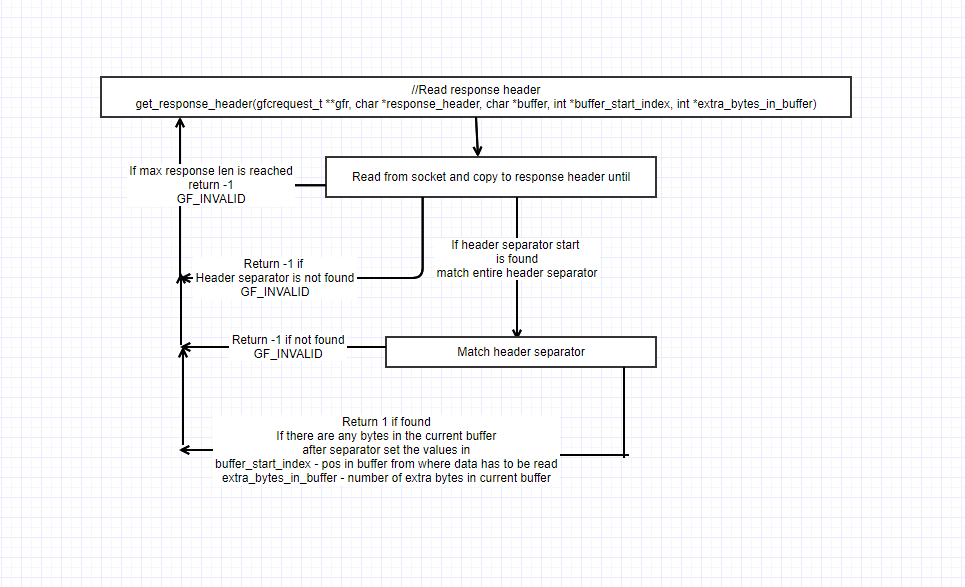 //Read response header
get_response_header(gfcrequest_t **gfr, char *response_header, char *buffer, int *buffer_start_index, int *extra_bytes_in_buffer)
If max response len is reached
return -1
GF_INVALID
Read from socket and copy to response header until
If header separator start
is found
match entire header separator
Return -1 if
Header separator is not found
GF_INVALID
Return -1 if not found
GF_INVALID
Match header separator
Return 1 if found
If there are any bytes in the current buffer
after separator set the values in
buffer_start_index - pos in buffer from where data has to be read
extra_bytes_in_buffer - number of extra bytes in current buffer